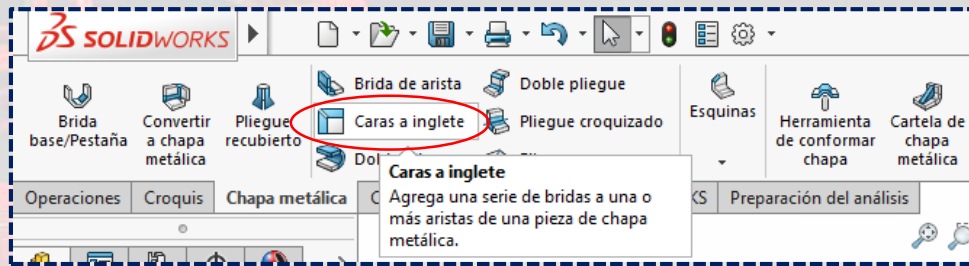 SOLIDWORKS
Brida
base/Pestaña
Convertir
a chapa
metálica
Pliegue
recubierto
Brida de arista
Caras a inglete
Doble pliegue
Pliegue croquizado
Esquinas
Herramienta
de conformar
chapa
Cartela de
chapa
metálica
Caras a inglete
Agrega una serie de bridas a una o
más aristas de una pieza de chapa
metálica.
Operaciones
Croquis
Chapa metálica
KS
Preparación del análisis